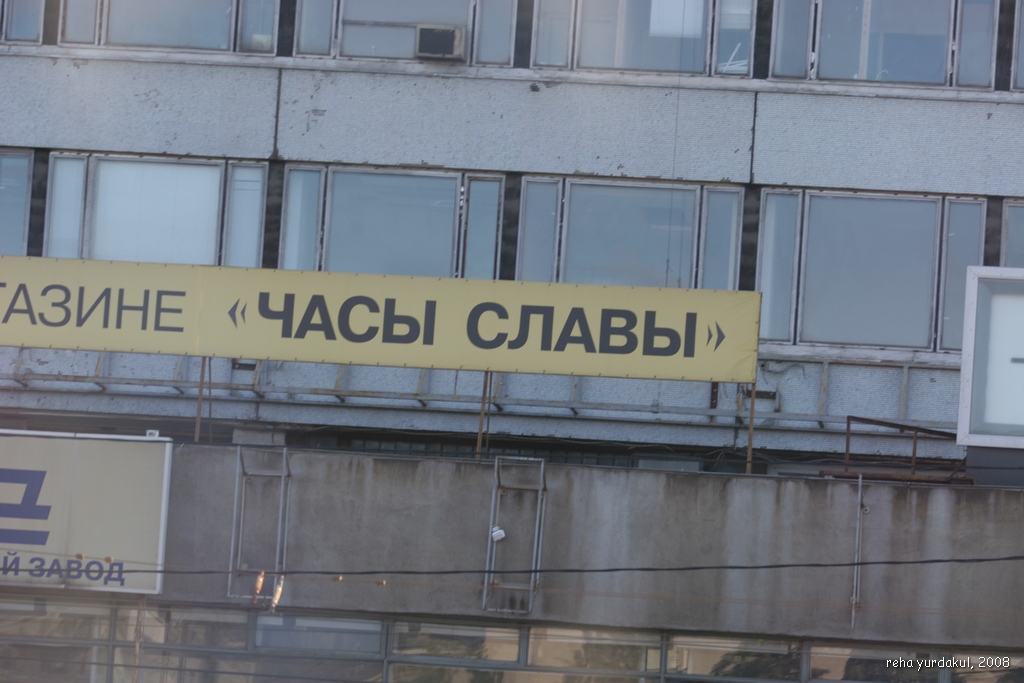 АЗИНЕ «ЧАСЫ СЛАВЫ»
Й ЗАВОД
reha yurdakul, 2008